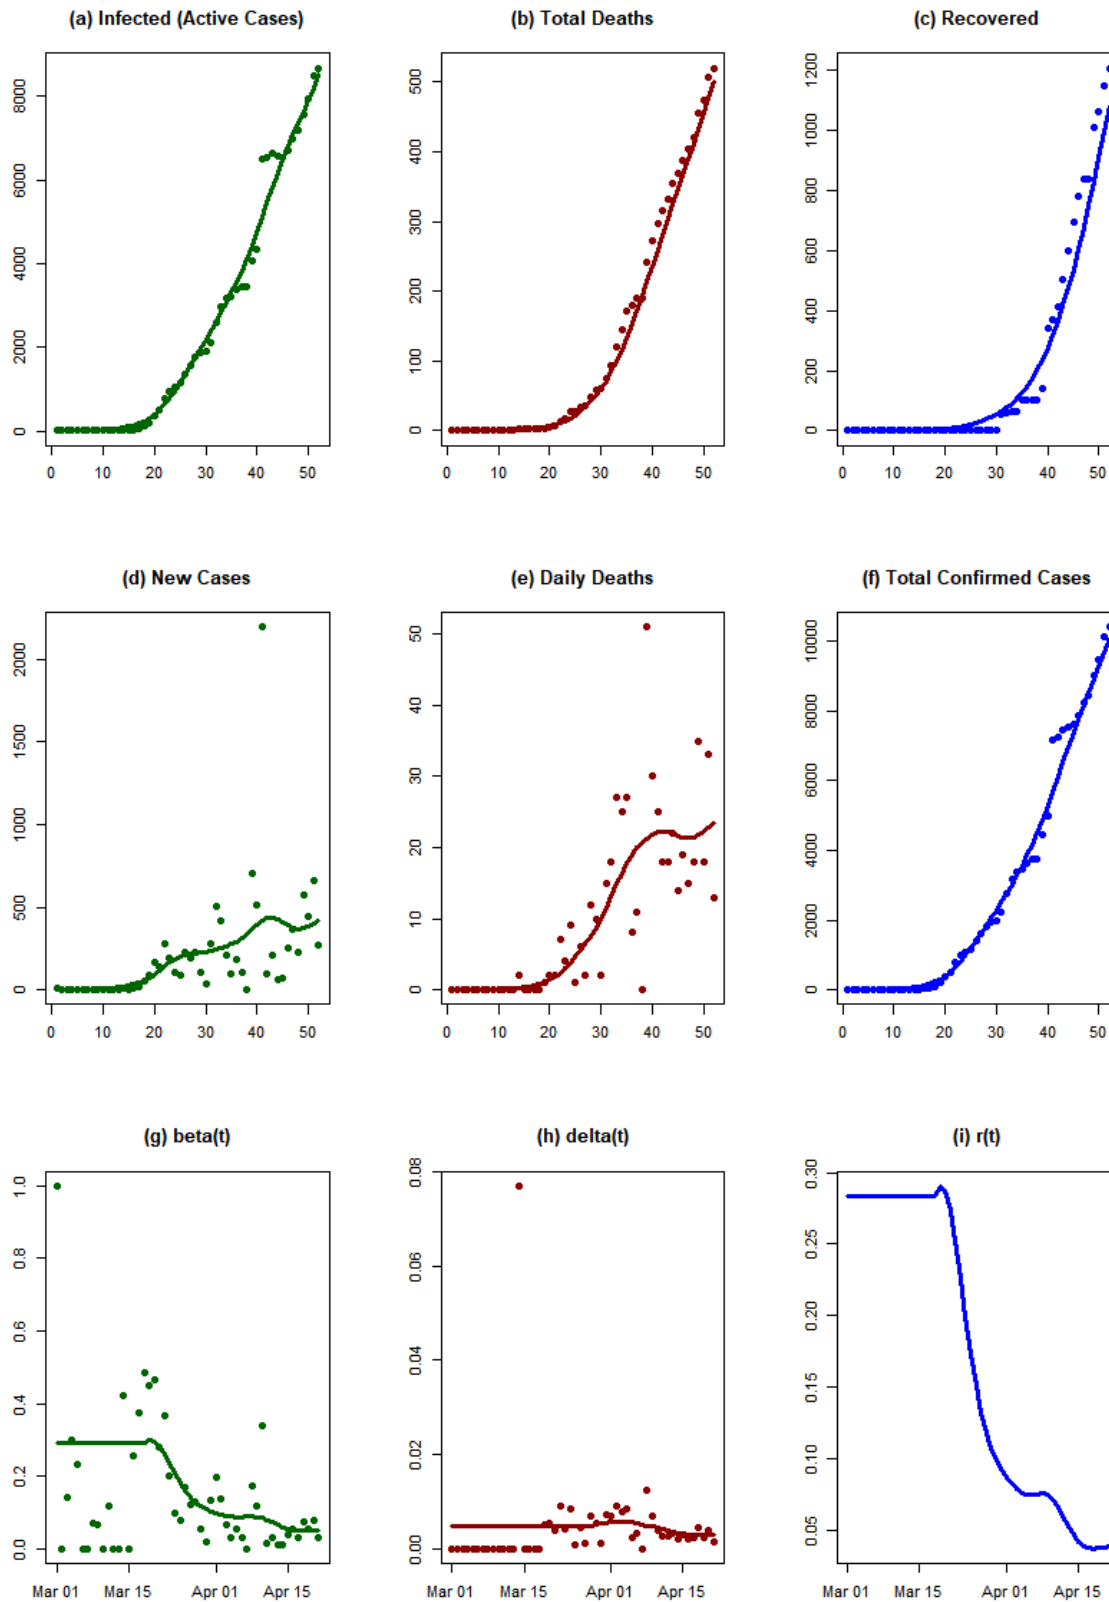 (a) Infected (Active Cases)
(b) Total Deaths
(c) Recovered
0 2000 4000 6000 8000
0 100 200 300 400 500
0 200 400 600 800 1000 1200
0 10 20 30 40 50
0 10 20 30 40 50
0 10 20 30 40 50
(d) New Cases
(e) Daily Deaths
(f) Total Confirmed Cases
0 500 1000 1500 2000
0 10 20 30 40 50
0 2000 4000 6000 8000 10000
0 10 20 30 40 50
0 10 20 30 40 50
0 10 20 30 40 50
(g) beta(t)
(h) delta(t)
(i) r(t)
0.0 0.2 0.4 0.6 0.8 1.0
0.00 0.02 0.04 0.06 0.08
0.05 0.10 0.15 0.20 0.25 0.30
Mar 01 Mar 15 Apr 01 Apr 15
Mar 01 Mar 15 Apr 01 Apr 15
Mar 01 Mar 15 Apr 01 Apr 15